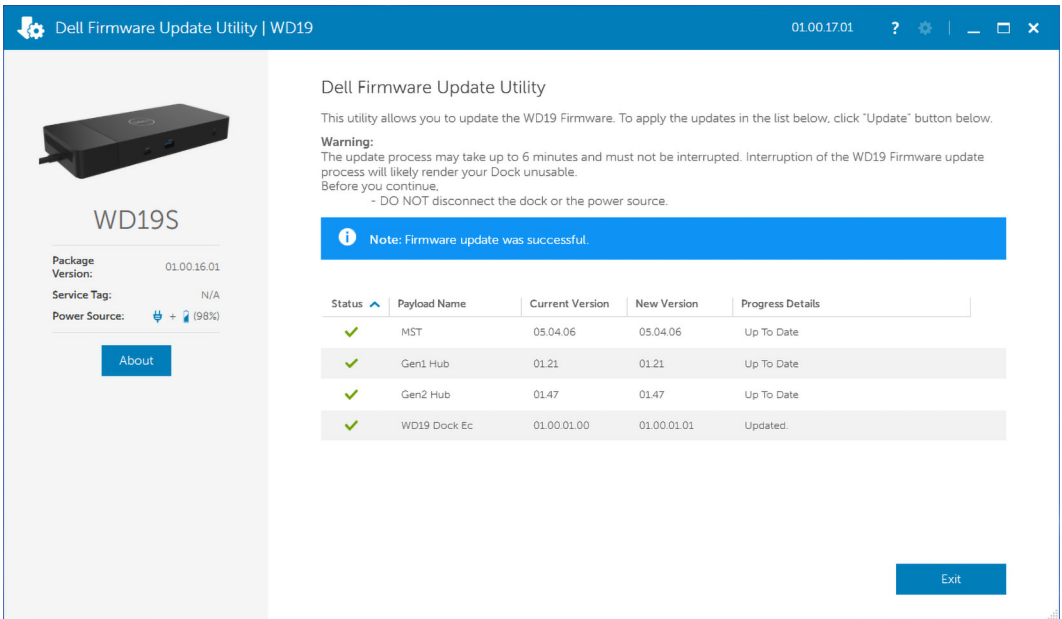 Dell Firmware Update Utility | WD19
01.00.17.01
?
Dell Firmware Update Utility
This utility allows you to update the WD19 Firmware. To apply the updates in the list below, click "Update" button below.
Warning:
The update process may take up to 6 minutes and must not be interrupted. Interruption of the WD19 Firmware update
process will likely render your Dock unusable.
Before you continue,
- DO NOT disconnect the dock or the power source.
Note: Firmware update was successful.
WD19S
Package
Version:
01.00.16.01
Service Tag: N/A
Power Source: + (98%)
About
Status Payload Name Current Version New Version Progress Details
MST 05.04.06 05.04.06 Up To Date
Gen1 Hub 01.21 01.21 Up To Date
Gen2 Hub 01.47 01.47 Up To Date
WD19 Dock Ec 01.00.01.00 01.00.01.01 Updated.
Exit